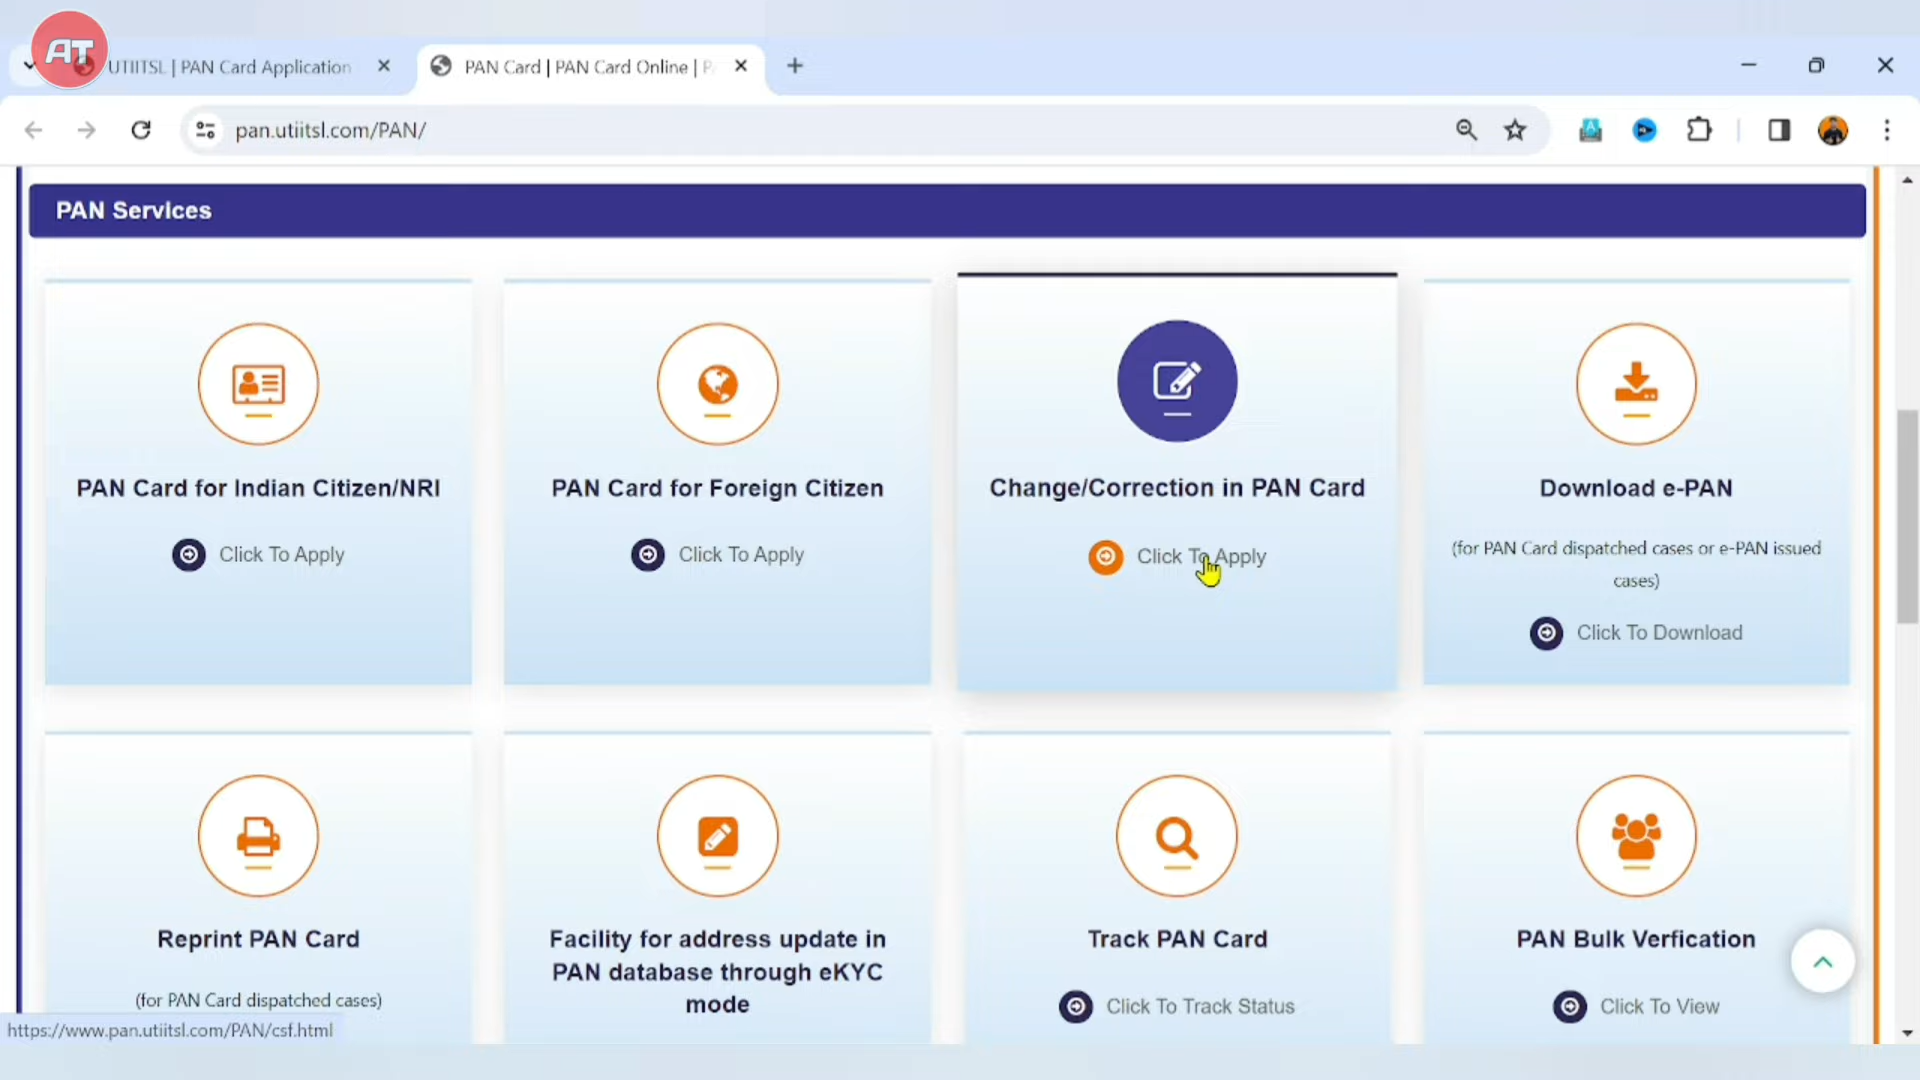 AT
UTIITSL | PAN Card Application
PAN Card | PAN Card Online |
pan.utiitsl.com/PAN/
PAN Services
PAN Card for Indian Citizen/NRI
Click To Apply
PAN Card for Foreign Citizen
Click To Apply
Change/Correction in PAN Card
Click To Apply
Download e-PAN
(for PAN Card dispatched cases or e-PAN issued
cases)
Click To Download
Reprint PAN Card
(for PAN Card dispatched cases)
Facility for address update in
PAN database through eKYC
mode
Track PAN Card
Click To Track Status
PAN Bulk Verfication
Click To View
https://www.pan.utiitsl.com/PAN/csf.html